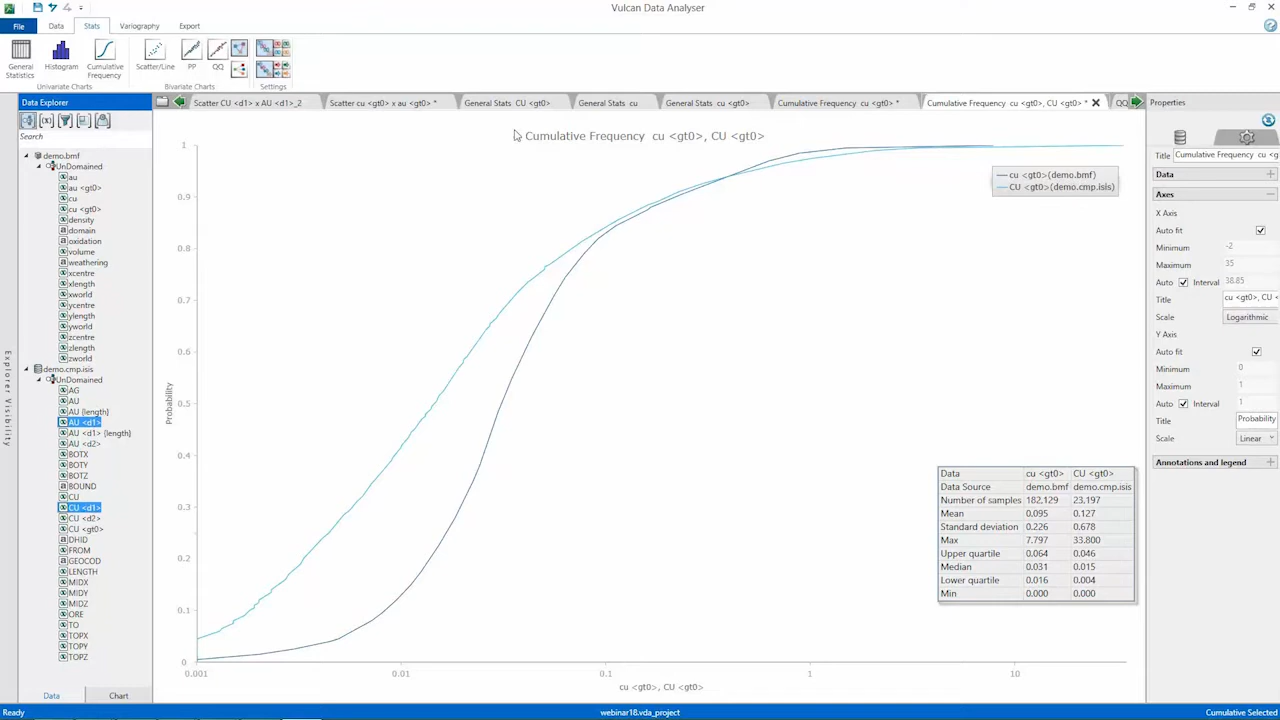 Vulcan Data Analyser
File Data Stats Variography Export
General Statistics Histogram Cumulative Frequency Scatter/Line PP QQ
Univariate Charts Bivariate Charts Settings
Data Explorer
Search
demo.bmf
UnDomained
au
au <gt0>
cu
cu <gt0>
density
domain
oxidation
volume
weathering
xcentre
xlength
xworld
ycentre
ylength
yworld
zcentre
zlength
zworld
demo.cmp.isis
UnDomained
AG
AU
AU {length}
AU <d1>
AU <d1> {length}
AU <d2>
BOTX
BOTY
BOTZ
BOUND
CU
CU <d1>
CU <d2>
CU <gt0>
DHID
FROM
GEOCOD
LENGTH
MIDX
MIDY
MIDZ
ORE
TO
TOPX
TOPY
TOPZ
Data Chart
Explorer Visibility
Scatter CU <d1> x AU <d1>_2
Scatter cu <gt0> x au <gt0> *
General Stats CU <gt0>
General Stats cu
General Stats cu <gt0>
Cumulative Frequency cu <gt0> *
Cumulative Frequency cu <gt0>, CU <gt0> *
QQ
Cumulative Frequency cu <gt0>, CU <gt0>
cu <gt0>(demo.bmf)
CU <gt0>(demo.cmp.isis)
1
0.9
0.8
0.7
0.6
0.5
0.4
0.3
0.2
0.1
0
Probability
0.001 0.01 0.1 1 10
cu <gt0>, CU <gt0>
Data cu <gt0> CU <gt0>
Data Source demo.bmf demo.cmp.isis
Number of samples 182,129 23,197
Mean 0.095 0.127
Standard deviation 0.226 0.678
Max 7.797 33.800
Upper quartile 0.064 0.046
Median 0.031 0.015
Lower quartile 0.016 0.004
Min 0.000 0.000
Properties
Title Cumulative Frequency cu <g
Data
Axes
X Axis
Auto fit
Minimum -2
Maximum 35
Auto Interval 38.85
Title cu <gt0>, CU <
Scale Logarithmic
Y Axis
Auto fit
Minimum 0
Maximum 1
Auto Interval 1
Title Probability
Scale Linear
Annotations and legend
Ready webinar18.vda_project Cumulative Selected